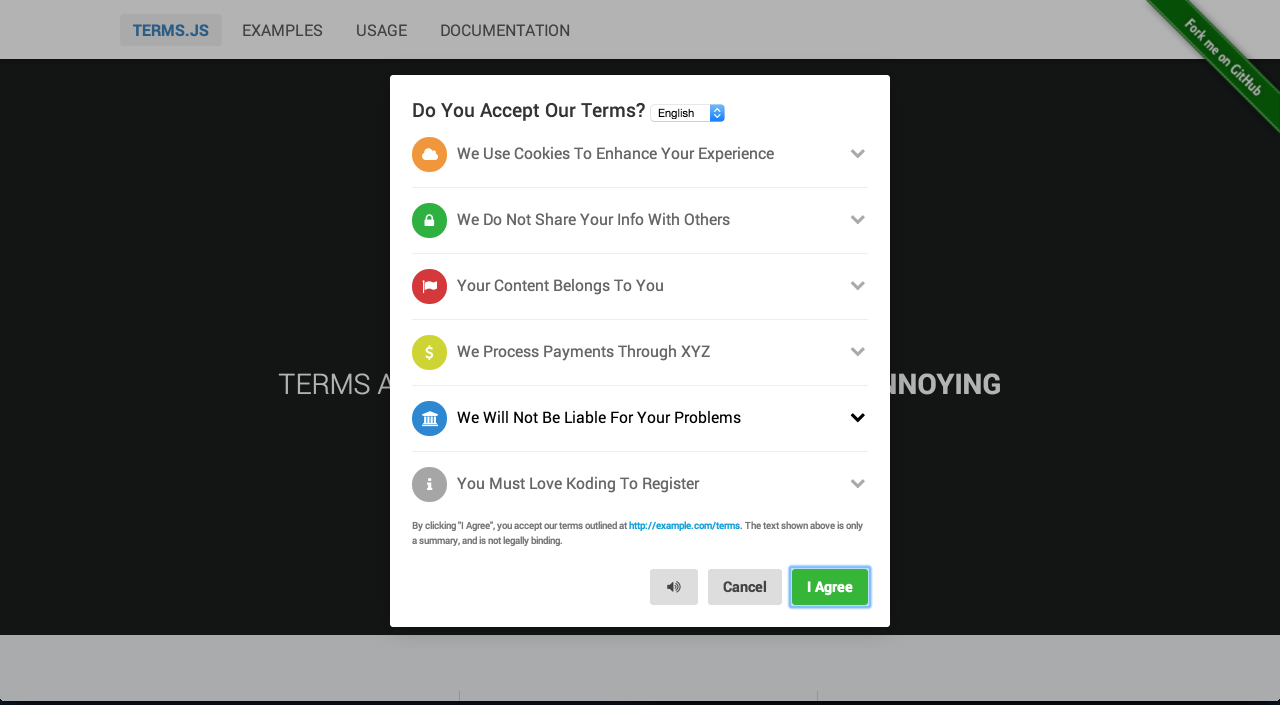 TERMS.JS EXAMPLES USAGE DOCUMENTATION
Fork me on GitHub
Do You Accept Our Terms? English
We Use Cookies To Enhance Your Experience
We Do Not Share Your Info With Others
Your Content Belongs To You
We Process Payments Through XYZ
TERMS A NNOYING
We Will Not Be Liable For Your Problems
You Must Love Koding To Register
By clicking "I Agree", you accept our terms outlined at http://example.com/terms. The text shown above is only
a summary, and is not legally binding.
Cancel I Agree